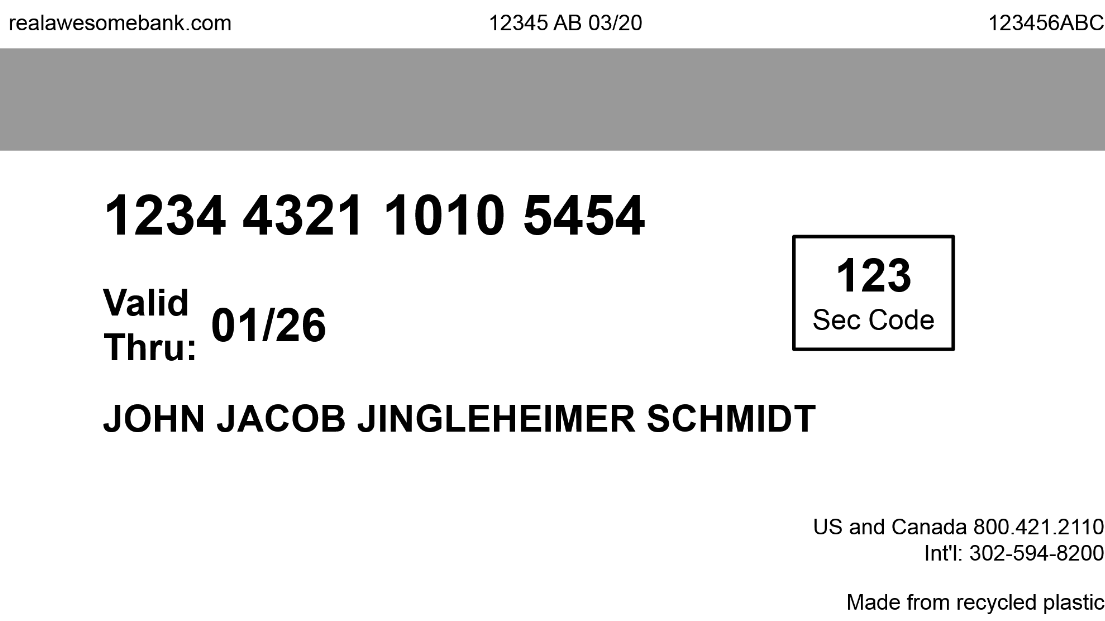 realawesomebank.com 12345 AB 03/20 123456ABC
1234 4321 1010 5454
123
Sec Code
Valid
Thru: 01/26
JOHN JACOB JINGLEHEIMER SCHMIDT
US and Canada 800.421.2110
Int'l: 302-594-8200
Made from recycled plastic